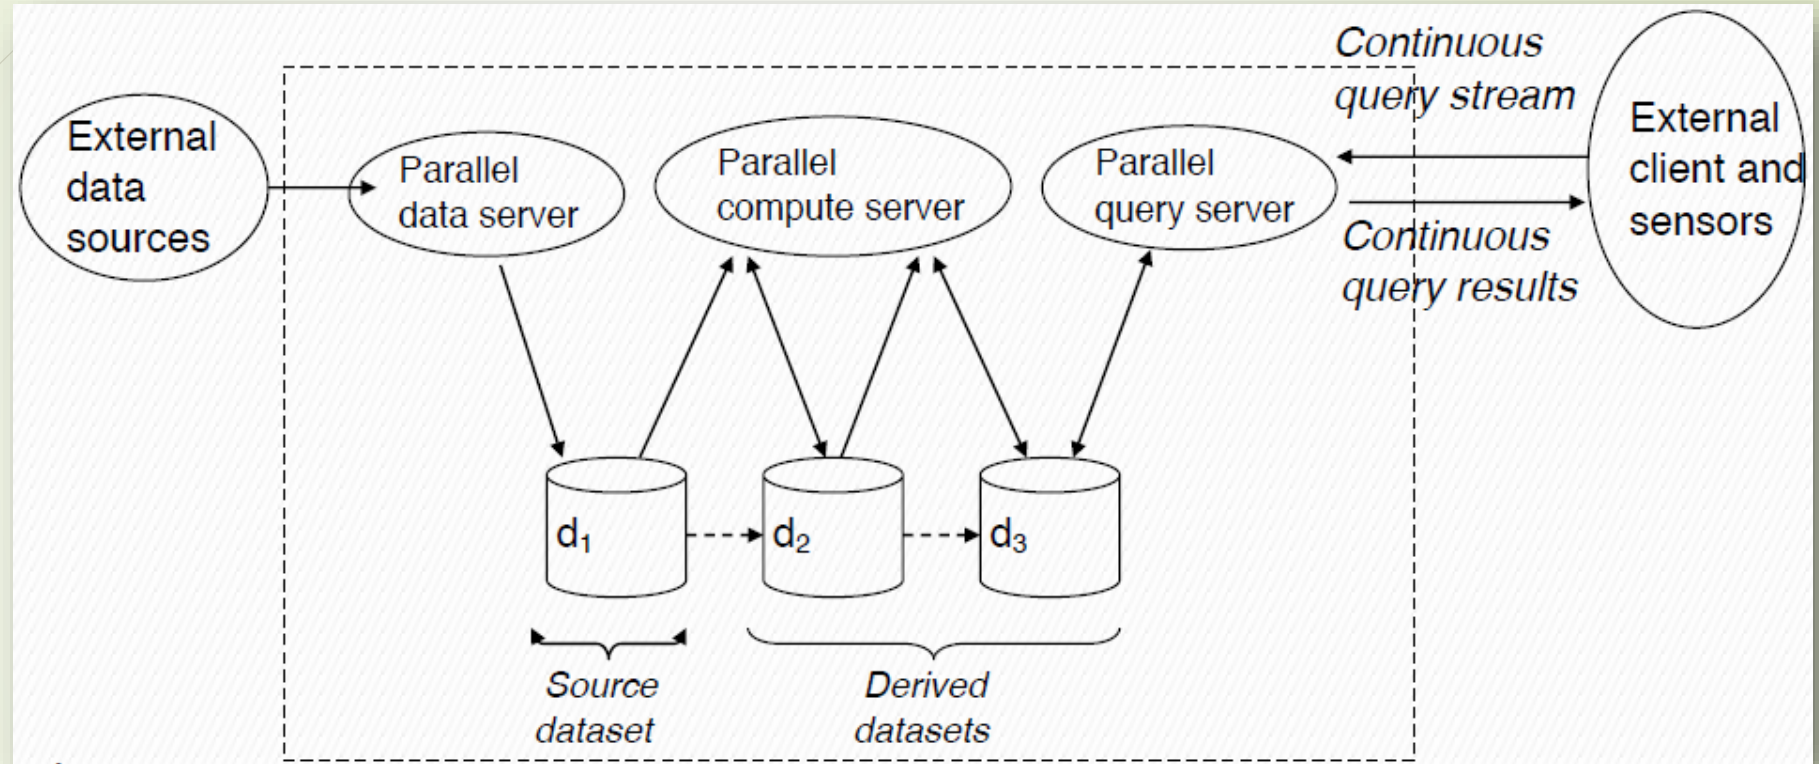 External
data
sources
Parallel
data server
Parallel
compute server
Parallel
query server
Continuous
query stream
Continuous
query results
External
client and
sensors
d₁
d₂
d₃
Source
dataset
Derived
datasets